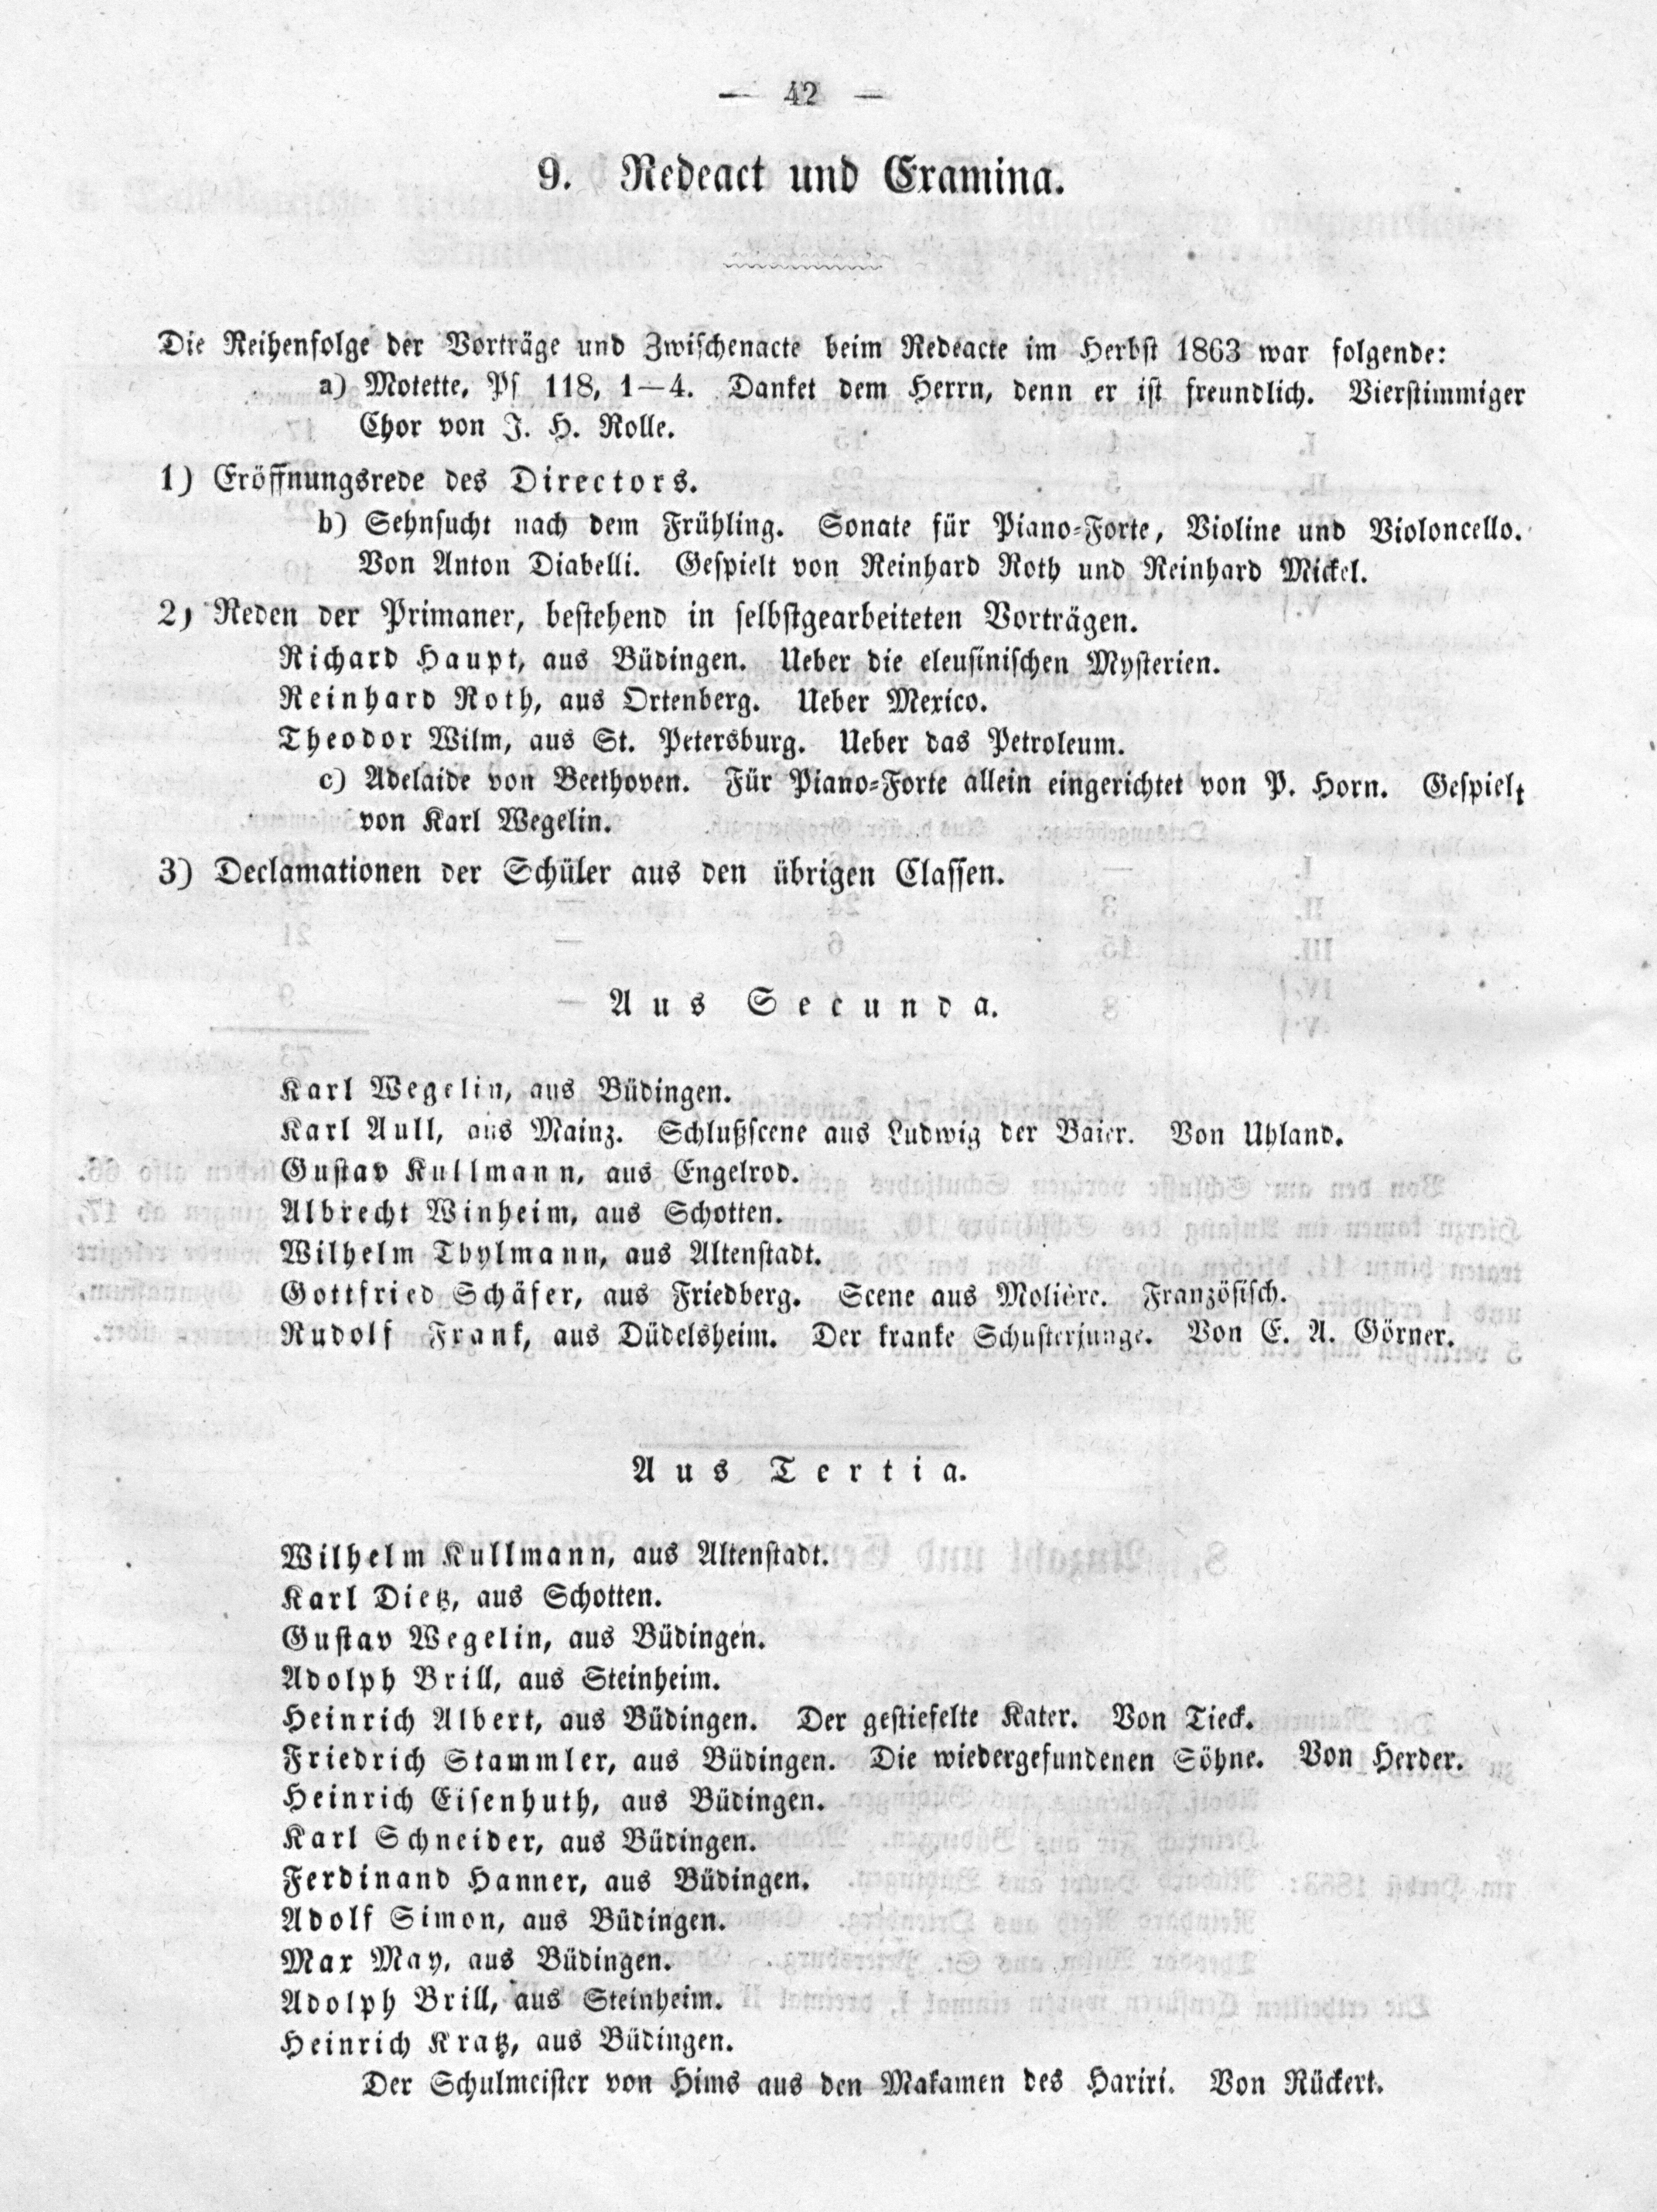 — 42 —
9. Redeact und Examina.
Die Reihenfolge der Vorträge und Zwischenacte beim Redeacte im Herbst 1863 war folgende:
a) Motette, Ps 118, 1—4. Danket dem Herrn, denn er ist freundlich. Vierstimmiger
Chor von J. H. Rolle.
1) Eröffnungsrede des Directors.
b) Sehnsucht nach dem Frühling. Sonate für Piano-Forte, Violine und Violoncello.
Von Anton Diabelli. Gespielt von Reinhard Roth und Reinhard Mickel.
2) Reden der Primaner, bestehend in selbstgearbeiteten Vorträgen.
Richard Haupt, aus Büdingen. Ueber die eleusinischen Mysterien.
Reinhard Roth, aus Ortenberg. Ueber Mexico.
Theodor Wilm, aus St. Petersburg. Ueber das Petroleum.
c) Adelaide von Beethoven. Für Piano-Forte allein eingerichtet von P. Horn. Gespielt
von Karl Wegelin.
3) Declamationen der Schüler aus den übrigen Classen.
Aus Secunda.
Karl Wegelin, aus Büdingen.
Karl Aull, aus Mainz. Schlußscene aus Ludwig der Baier. Von Uhland.
Gustav Kullmann, aus Engelrod.
Albrecht Winheim, aus Schotten.
Wilhelm Thylmann, aus Altenstadt.
Gottfried Schäfer, aus Friedberg. Scene aus Molière. Französisch.
Rudolf Frank, aus Düdelsheim. Der kranke Schusterjunge. Von C. A. Görner.
Aus Tertia.
Wilhelm Kullmann, aus Altenstadt.
Karl Dietz, aus Schotten.
Gustav Wegelin, aus Büdingen.
Adolph Brill, aus Steinheim.
Heinrich Albert, aus Büdingen. Der gestiefelte Kater. Von Tieck.
Friedrich Stammler, aus Büdingen. Die wiedergefundenen Söhne. Von Herder.
Heinrich Eisenhuth, aus Büdingen.
Karl Schneider, aus Büdingen.
Ferdinand Hanner, aus Büdingen.
Adolf Simon, aus Büdingen.
Max May, aus Büdingen.
Adolph Brill, aus Steinheim.
Heinrich Kratz, aus Büdingen.
Der Schulmeister von Hims aus den Makamen des Hariri. Von Rückert.